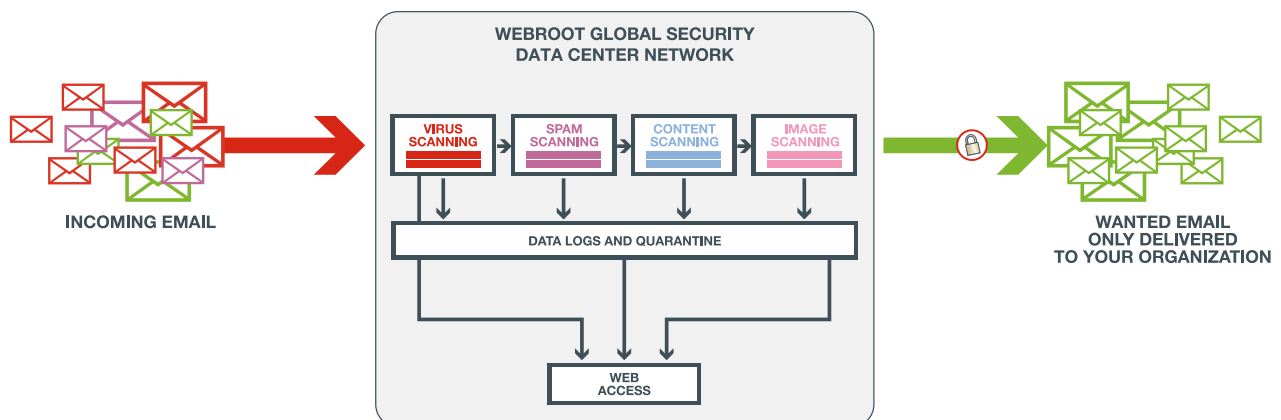 WEBROOT GLOBAL SECURITY
DATA CENTER NETWORK
INCOMING EMAIL
VIRUS
SCANNING
SPAM
SCANNING
CONTENT
SCANNING
IMAGE
SCANNING
DATA LOGS AND QUARANTINE
WEB
ACCESS
WANTED EMAIL
ONLY DELIVERED
TO YOUR ORGANIZATION